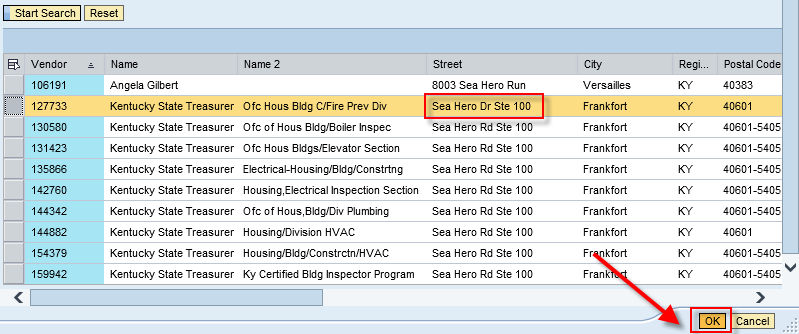 Start Search Reset
Vendor Name Name 2 Street City Regi... Postal Code
106191 Angela Gilbert 8003 Sea Hero Run Versailles KY 40383
127733 Kentucky State Treasurer Ofc Hous Bldg C/Fire Prev Div Sea Hero Dr Ste 100 Frankfort KY 40601
130580 Kentucky State Treasurer Ofc of Hous Bldg/Boiler Inspec Sea Hero Rd Ste 100 Frankfort KY 40601-5405
131423 Kentucky State Treasurer Ofc Hous Bldgs/Elevator Section Sea Hero Rd Ste 100 Frankfort KY 40601-5405
135866 Kentucky State Treasurer Electrical-Housing/Bldg/Constrtng Sea Hero Rd Ste 100 Frankfort KY 40601-5405
142760 Kentucky State Treasurer Housing,Electrical Inspection Section Sea Hero Rd Ste 100 Frankfort KY 40601-5405
144342 Kentucky State Treasurer Ofc of Hous,Bldg/Div Plumbing Sea Hero Rd Ste 100 Frankfort KY 40601-5405
144882 Kentucky State Treasurer Housing/Division HVAC Sea Hero Rd Ste 100 Frankfort KY 40601
154379 Kentucky State Treasurer Housing/Bldg/Constrctn/HVAC Sea Hero Rd Ste 100 Frankfort KY 40601-5405
159942 Kentucky State Treasurer Ky Certified Bldg Inspector Program Sea Hero Rd Ste 100 Frankfort KY 40601-5405
OK Cancel